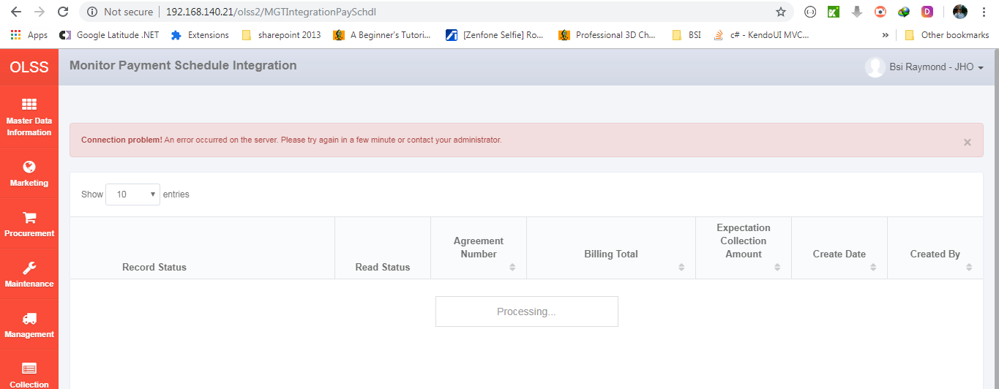 Not secure | 192.168.140.21/olss2/MGTIntegrationPaySchdl
Apps Google Latitude .NET Extensions sharepoint 2013 A Beginner's Tutori... [Zenfone Selfie] Ro... Professional 3D Ch... BSI c# - KendoUI MVC... » Other bookmarks
OLSS
Monitor Payment Schedule Integration
Bsi Raymond - JHO
Master Data
Information
Marketing
Procurement
Maintenance
Management
Collection
Connection problem! An error occurred on the server. Please try again in a few minute or contact your administrator.
×
Show 10 entries
Record Status
Read Status
Agreement
Number
Billing Total
Expectation
Collection
Amount
Create Date
Created By
Processing...